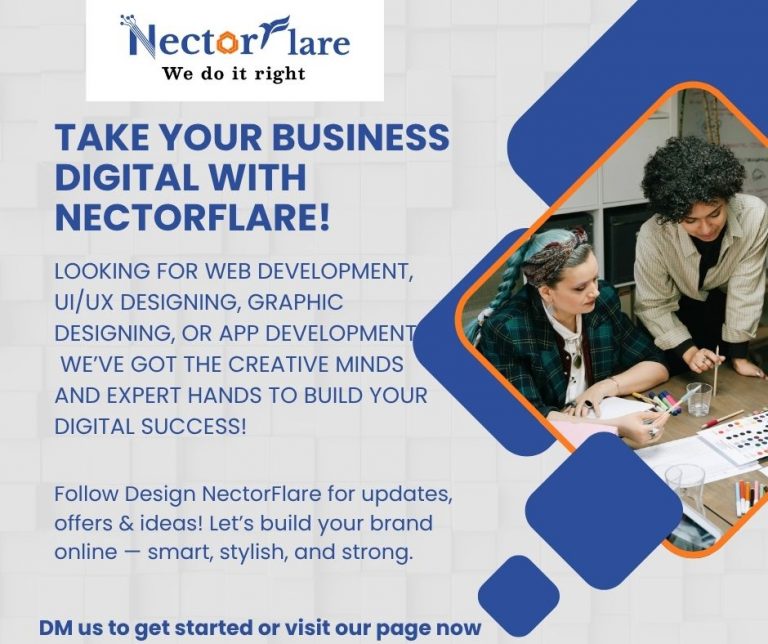 NectorFlare
We do it right
TAKE YOUR BUSINESS
DIGITAL WITH
NECTORFLARE!
LOOKING FOR WEB DEVELOPMENT,
UI/UX DESIGNING, GRAPHIC
DESIGNING, OR APP DEVELOPMENT
WE’VE GOT THE CREATIVE MINDS
AND EXPERT HANDS TO BUILD YOUR
DIGITAL SUCCESS!
Follow Design NectorFlare for updates,
offers & ideas! Let’s build your brand
online — smart, stylish, and strong.
DM us to get started or visit our page now